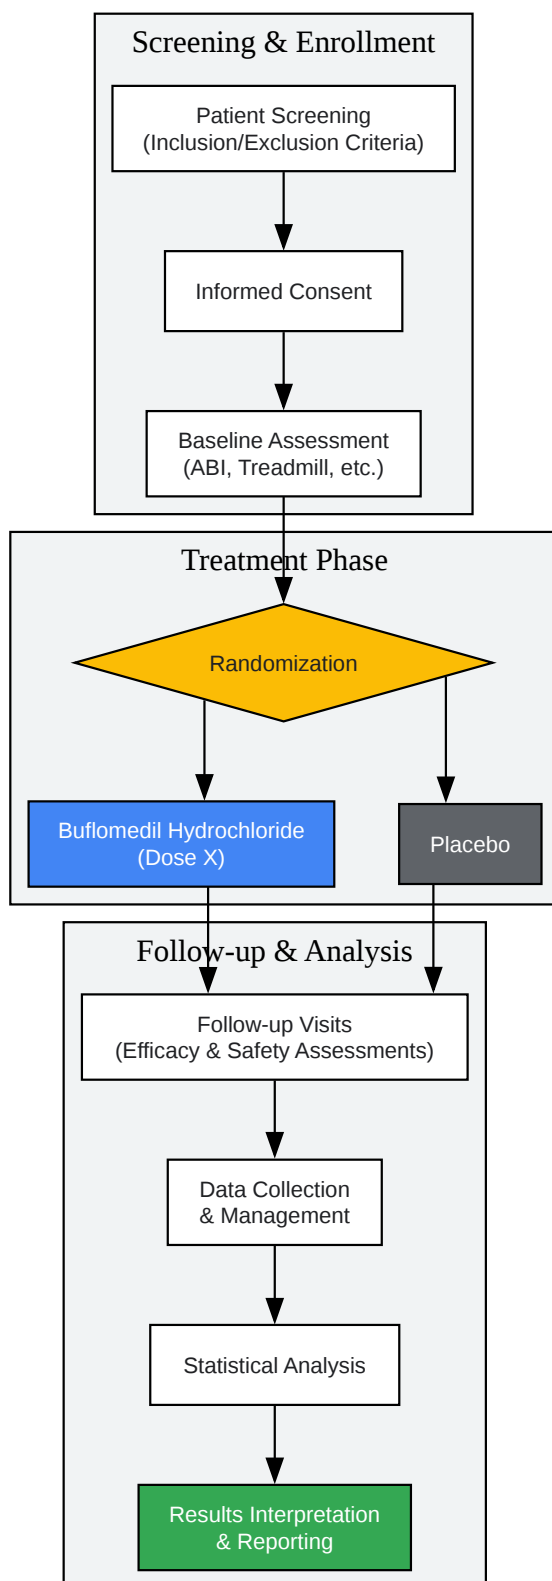 Screening & Enrollment
Patient Screening
(Inclusion/Exclusion Criteria)
Informed Consent
Baseline Assessment
(ABI, Treadmill, etc.)
Treatment Phase
Randomization
Buflomedil Hydrochloride
(Dose X)
Placebo
Follow-up & Analysis
Follow-up Visits
(Efficacy & Safety Assessments)
Data Collection
& Management
Statistical Analysis
Results Interpretation
& Reporting